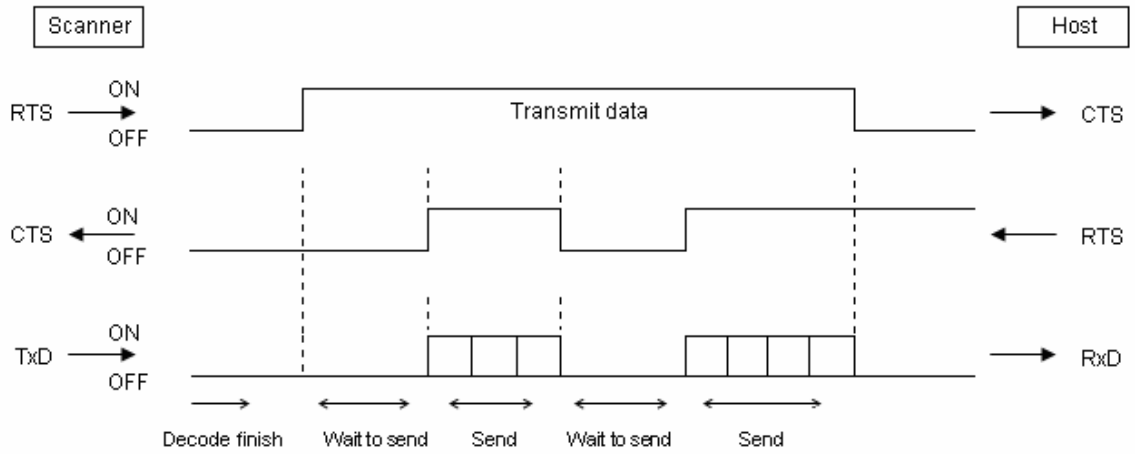 Scanner
Host
ON
RTS
Transmit data
CTS
OFF
ON
CTS
RTS
OFF
ON
TxD
RxD
OFF
Decode finish
Wait to send
Send
Wait to send
Send